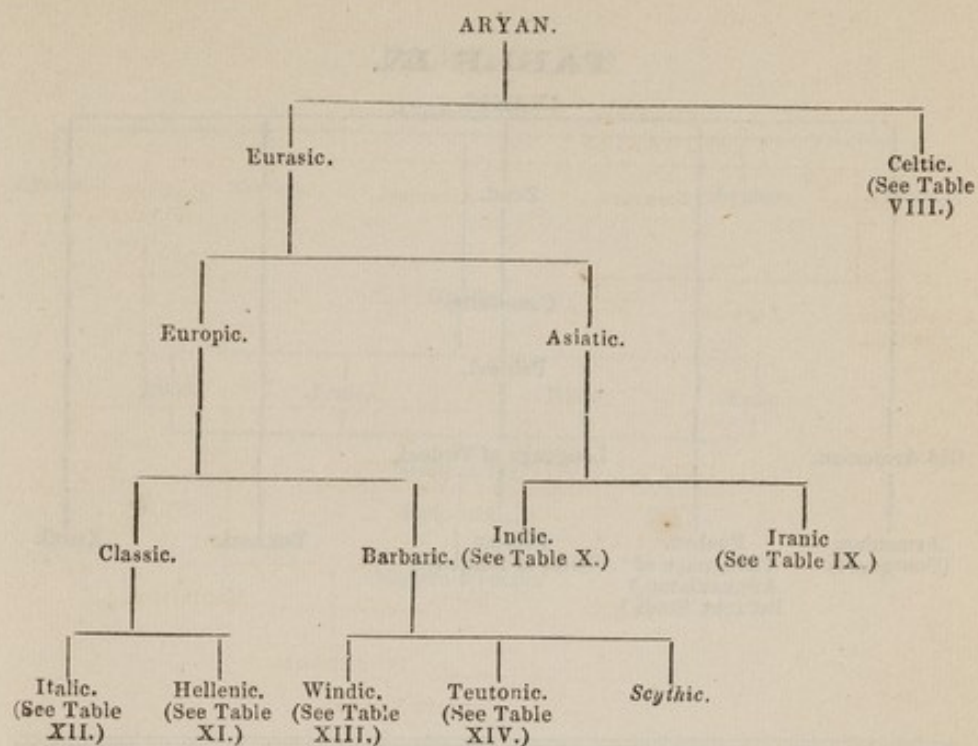 ARYAN.
Eurasic.
Celtic.
(See Table
VIII.)
Europic.
Asiatic.
Classic.
Barbaric.
Indic.
(See Table X.)
Iranic
(See Table IX.)
Italic.
(See Table
XII.)
Hellenic.
(See Table
XI.)
Windic.
(See Table
XIII.)
Teutonic.
(See Table
XIV.)
Scythic.